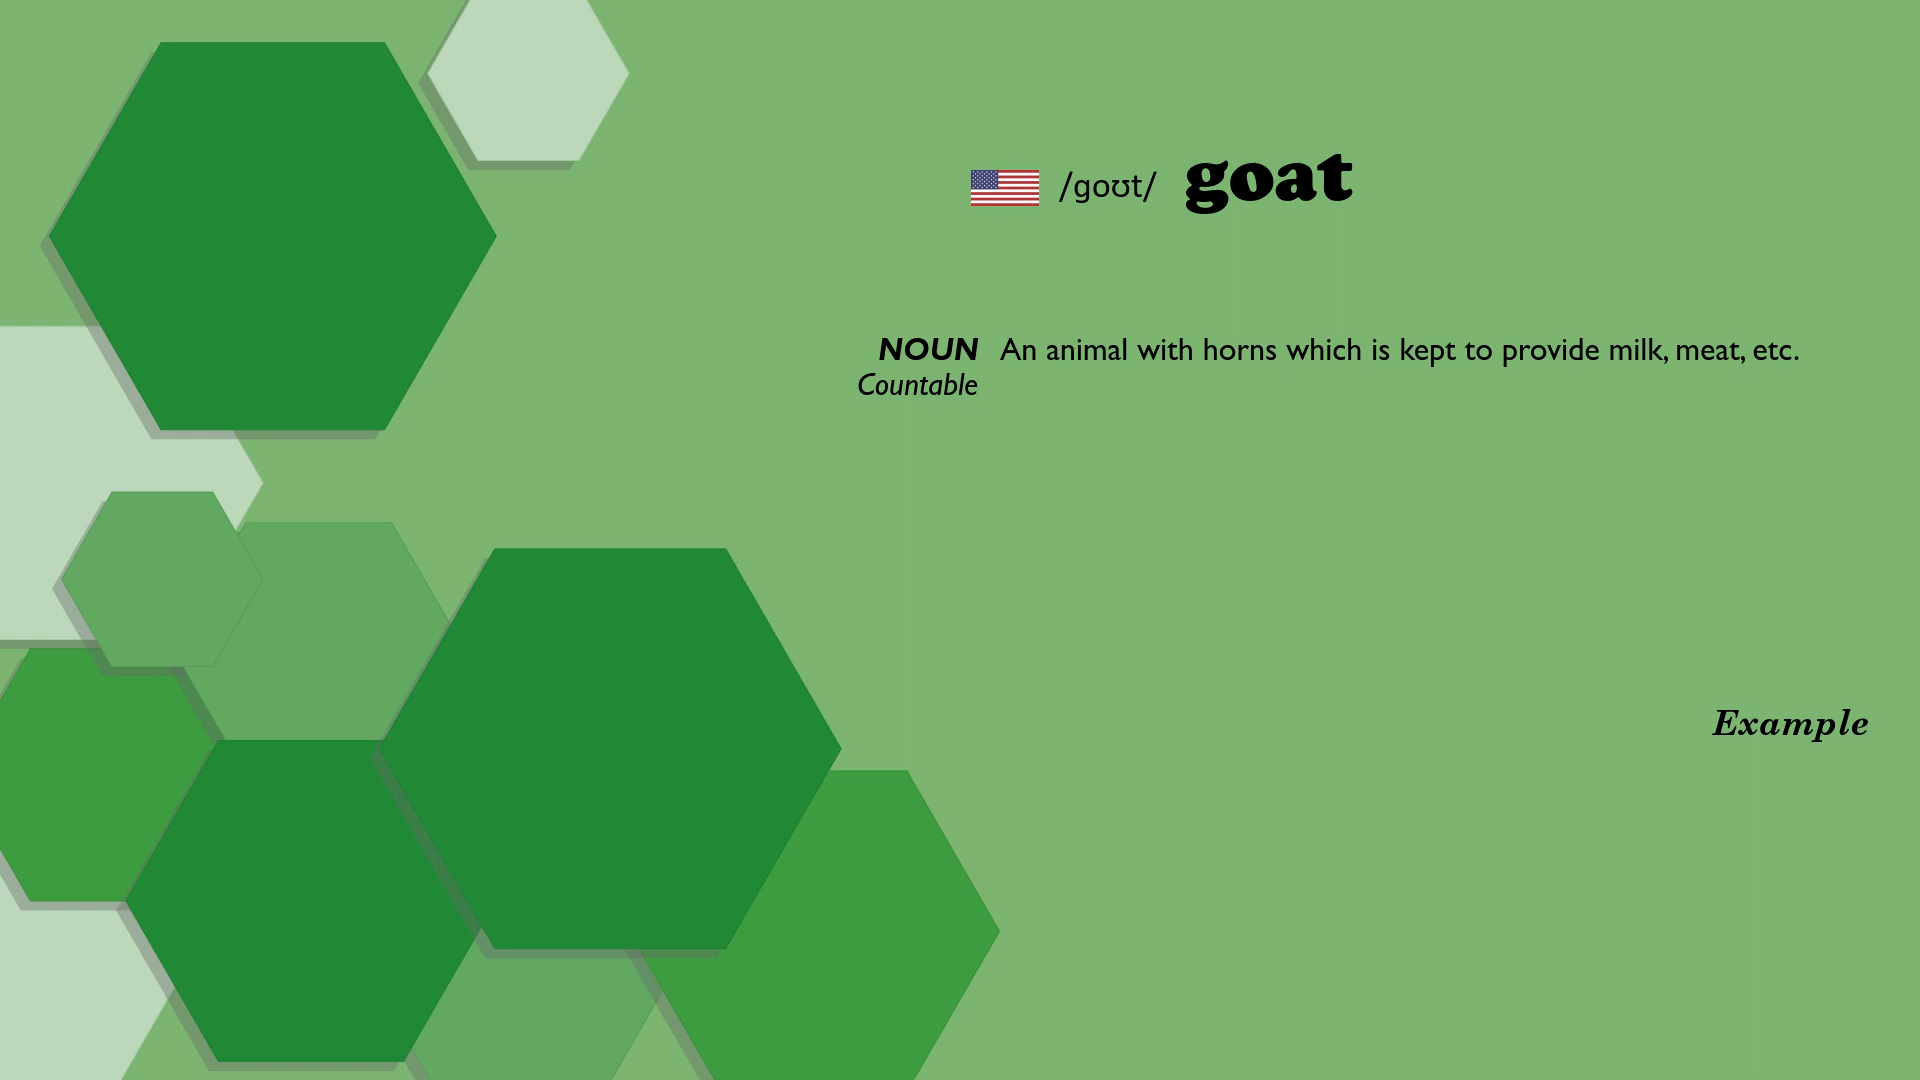 /goʊt/ goat
NOUN An animal with horns which is kept to provide milk, meat, etc.
Countable
Example